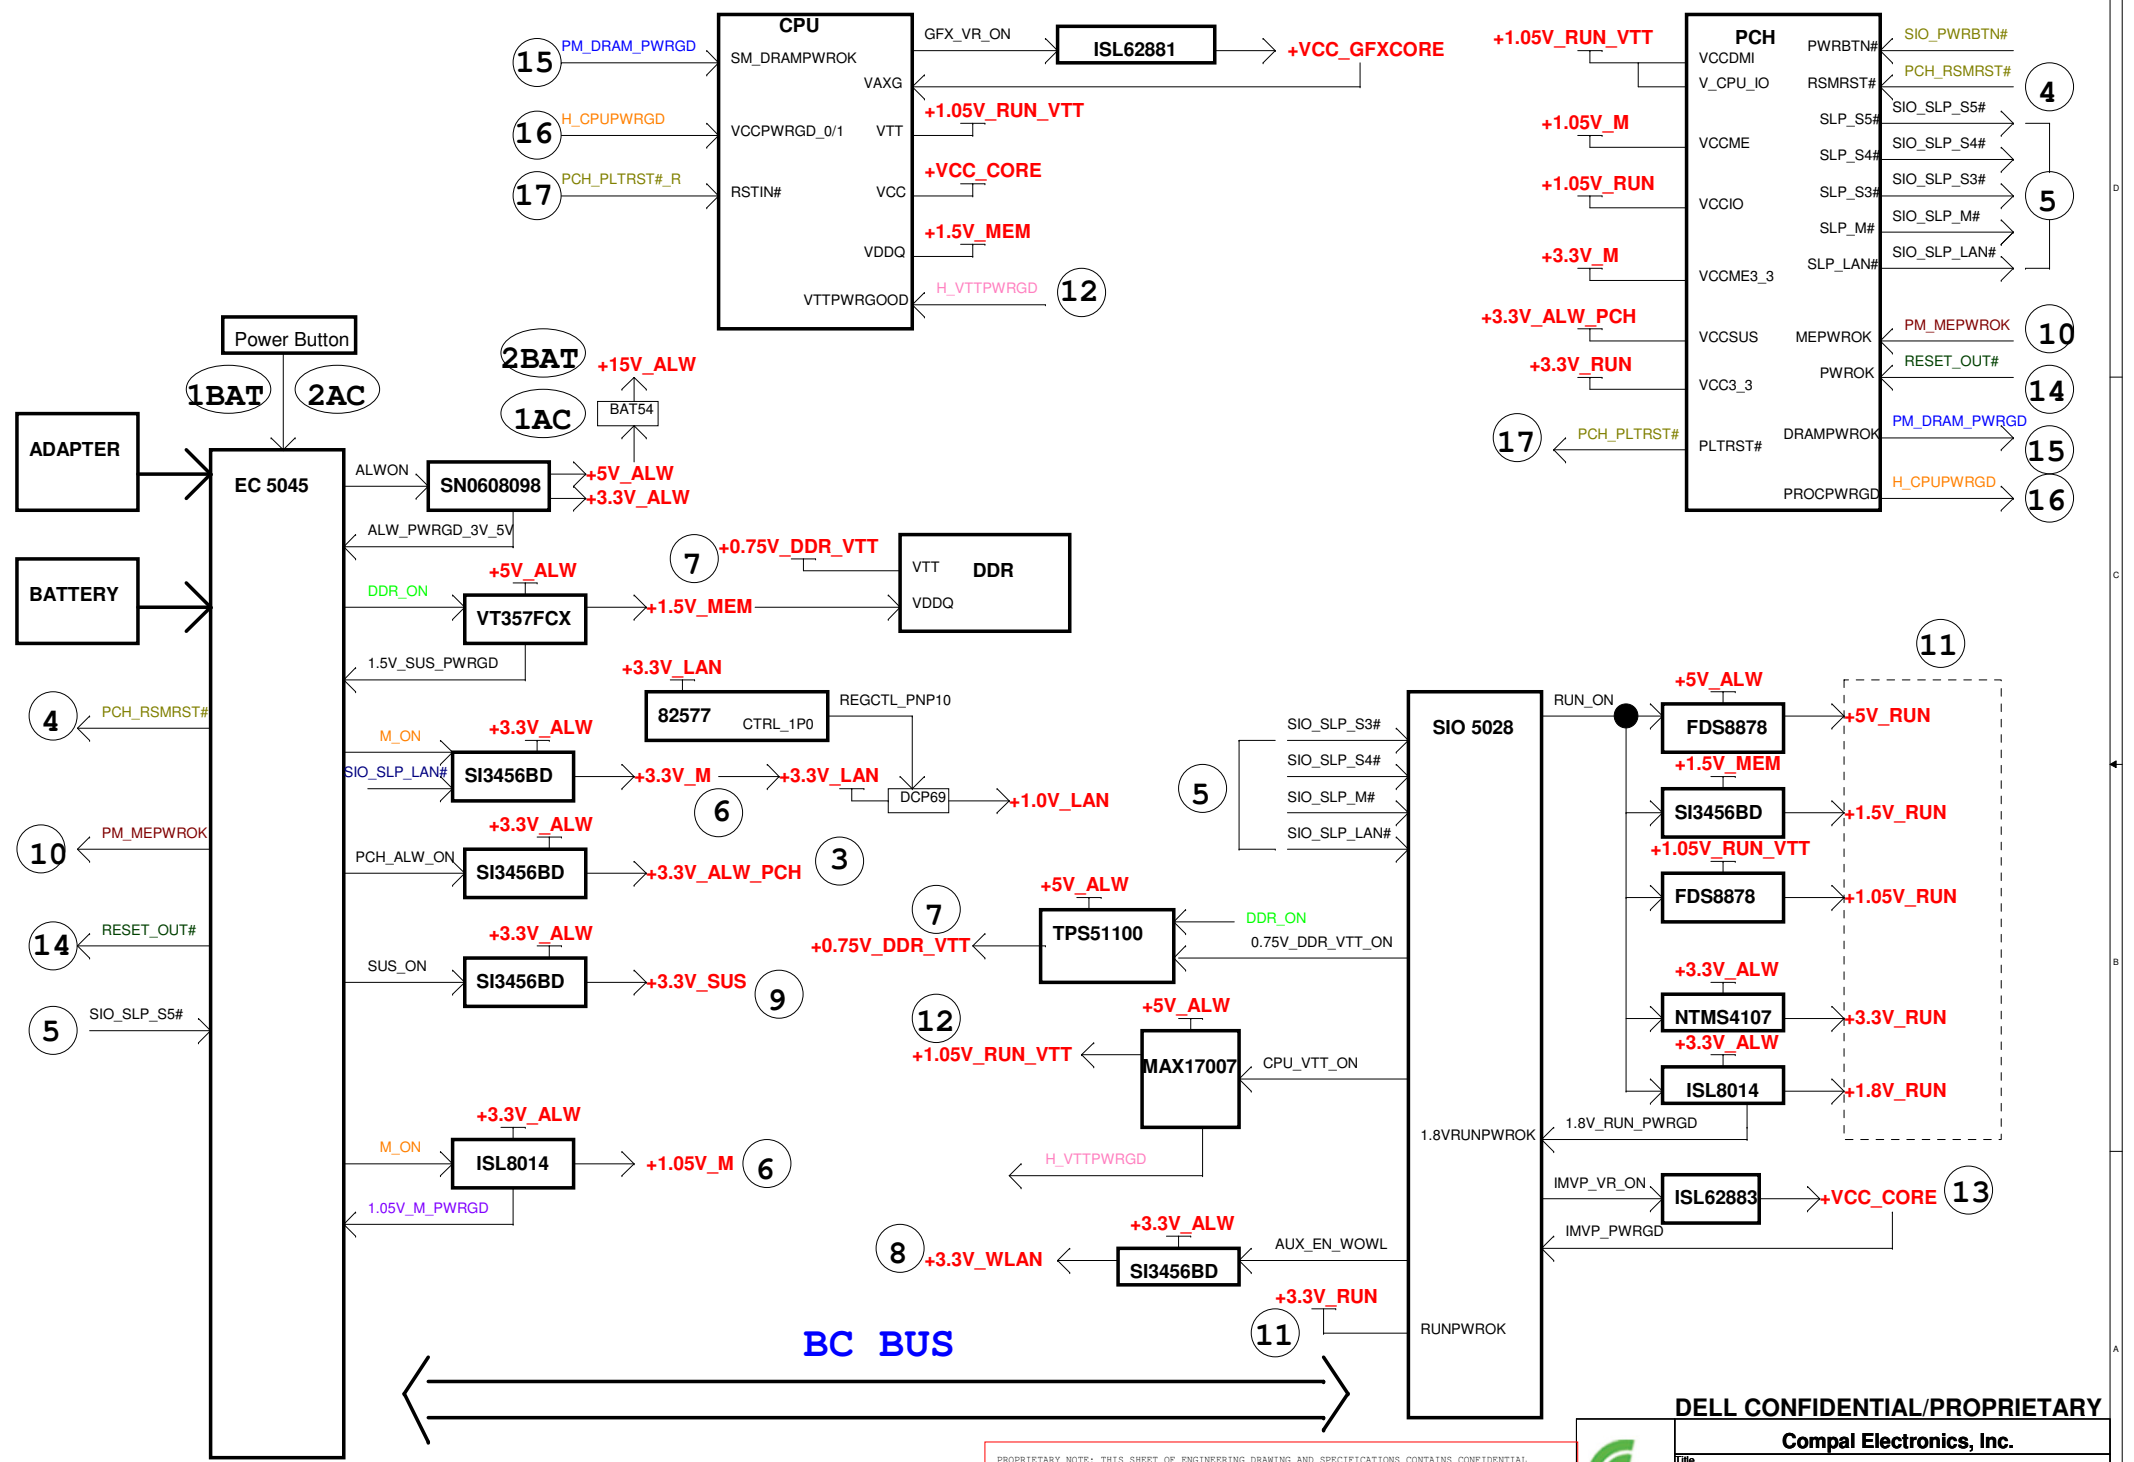 CPU
15
PM_DRAM_PWRGD
SM_DRAMPWROK
GFX_VR_ON
ISL62881
+VCC_GFXCORE
VAXG
16
H_CPUPWRGD
VCCPWRGD_0/1
+1.05V_RUN_VTT
VTT
17
PCH_PLTRST#_R
RSTIN#
+VCC_CORE
VCC
+1.5V_MEM
VDDQ
VTTPWRGOOD
H_VTTPWRGD
12
PCH
+1.05V_RUN_VTT
VCCDMI
V_CPU_IO
+1.05V_M
VCCME
+1.05V_RUN
VCCIO
+3.3V_M
VCCME3_3
+3.3V_ALW_PCH
VCCSUS
+3.3V_RUN
VCC3_3
17
PCH_PLTRST#
PLTRST#
PWRBTN#
SIO_PWRBTN#
RSMRST#
PCH_RSMRST#
4
SLP_S5#
SIO_SLP_S5#
SLP_S4#
SIO_SLP_S4#
SLP_S3#
SIO_SLP_S3#
5
SLP_M#
SIO_SLP_M#
SLP_LAN#
SIO_SLP_LAN#
MEPWROK
PM_MEPWROK
10
PWROK
RESET_OUT#
14
DRAMPWROK
PM_DRAM_PWRGD
15
PROCPWRGD
H_CPUPWRGD
16
Power Button
1BAT
2AC
ADAPTER
BATTERY
EC 5045
2BAT
+15V_ALW
1AC
BAT54
ALWON
SN0608098
+5V_ALW
+3.3V_ALW
ALW_PWRGD_3V_5V
+5V_ALW
DDR_ON
VT357FCX
+1.5V_MEM
1.5V_SUS_PWRGD
7
+0.75V_DDR_VTT
VTT
DDR
VDDQ
4
PCH_RSMRST#
+3.3V_LAN
82577
CTRL_1P0
REGCTL_PNP10
M_ON
+3.3V_ALW
SIO_SLP_LAN#
SI3456BD
+3.3V_M
+3.3V_LAN
6
DCP69
+1.0V_LAN
10
PM_MEPWROK
+3.3V_ALW
PCH_ALW_ON
SI3456BD
+3.3V_ALW_PCH
3
14
RESET_OUT#
+3.3V_ALW
SUS_ON
SI3456BD
+3.3V_SUS
9
5
SIO_SLP_S5#
+3.3V_ALW
M_ON
ISL8014
+1.05V_M
6
1.05V_M_PWRGD
SIO 5028
5
SIO_SLP_S3#
SIO_SLP_S4#
SIO_SLP_M#
SIO_SLP_LAN#
7
+5V_ALW
TPS51100
+0.75V_DDR_VTT
DDR_ON
0.75V_DDR_VTT_ON
12
+5V_ALW
+1.05V_RUN_VTT
MAX17007
CPU_VTT_ON
H_VTTPWRGD
8
+3.3V_ALW
+3.3V_WLAN
SI3456BD
AUX_EN_WOWL
+3.3V_RUN
11
RUNPWROK
RUN_ON
11
+5V_ALW
FDS8878
+5V_RUN
+1.5V_MEM
SI3456BD
+1.5V_RUN
+1.05V_RUN_VTT
FDS8878
+1.05V_RUN
+3.3V_ALW
NTMS4107
+3.3V_RUN
+3.3V_ALW
ISL8014
+1.8V_RUN
1.8VRUNPWROK
1.8V_RUN_PWRGD
IMVP_VR_ON
ISL62883
+VCC_CORE
13
IMVP_PWRGD
BC BUS
D
C
B
A
DELL CONFIDENTIAL/PROPRIETARY
Compal Electronics, Inc.
Title
PROPRIETARY NOTE: THIS SHEET OF ENGINEERING DRAWING AND SPECIFICATIONS CONTAINS CONFIDENTIAL